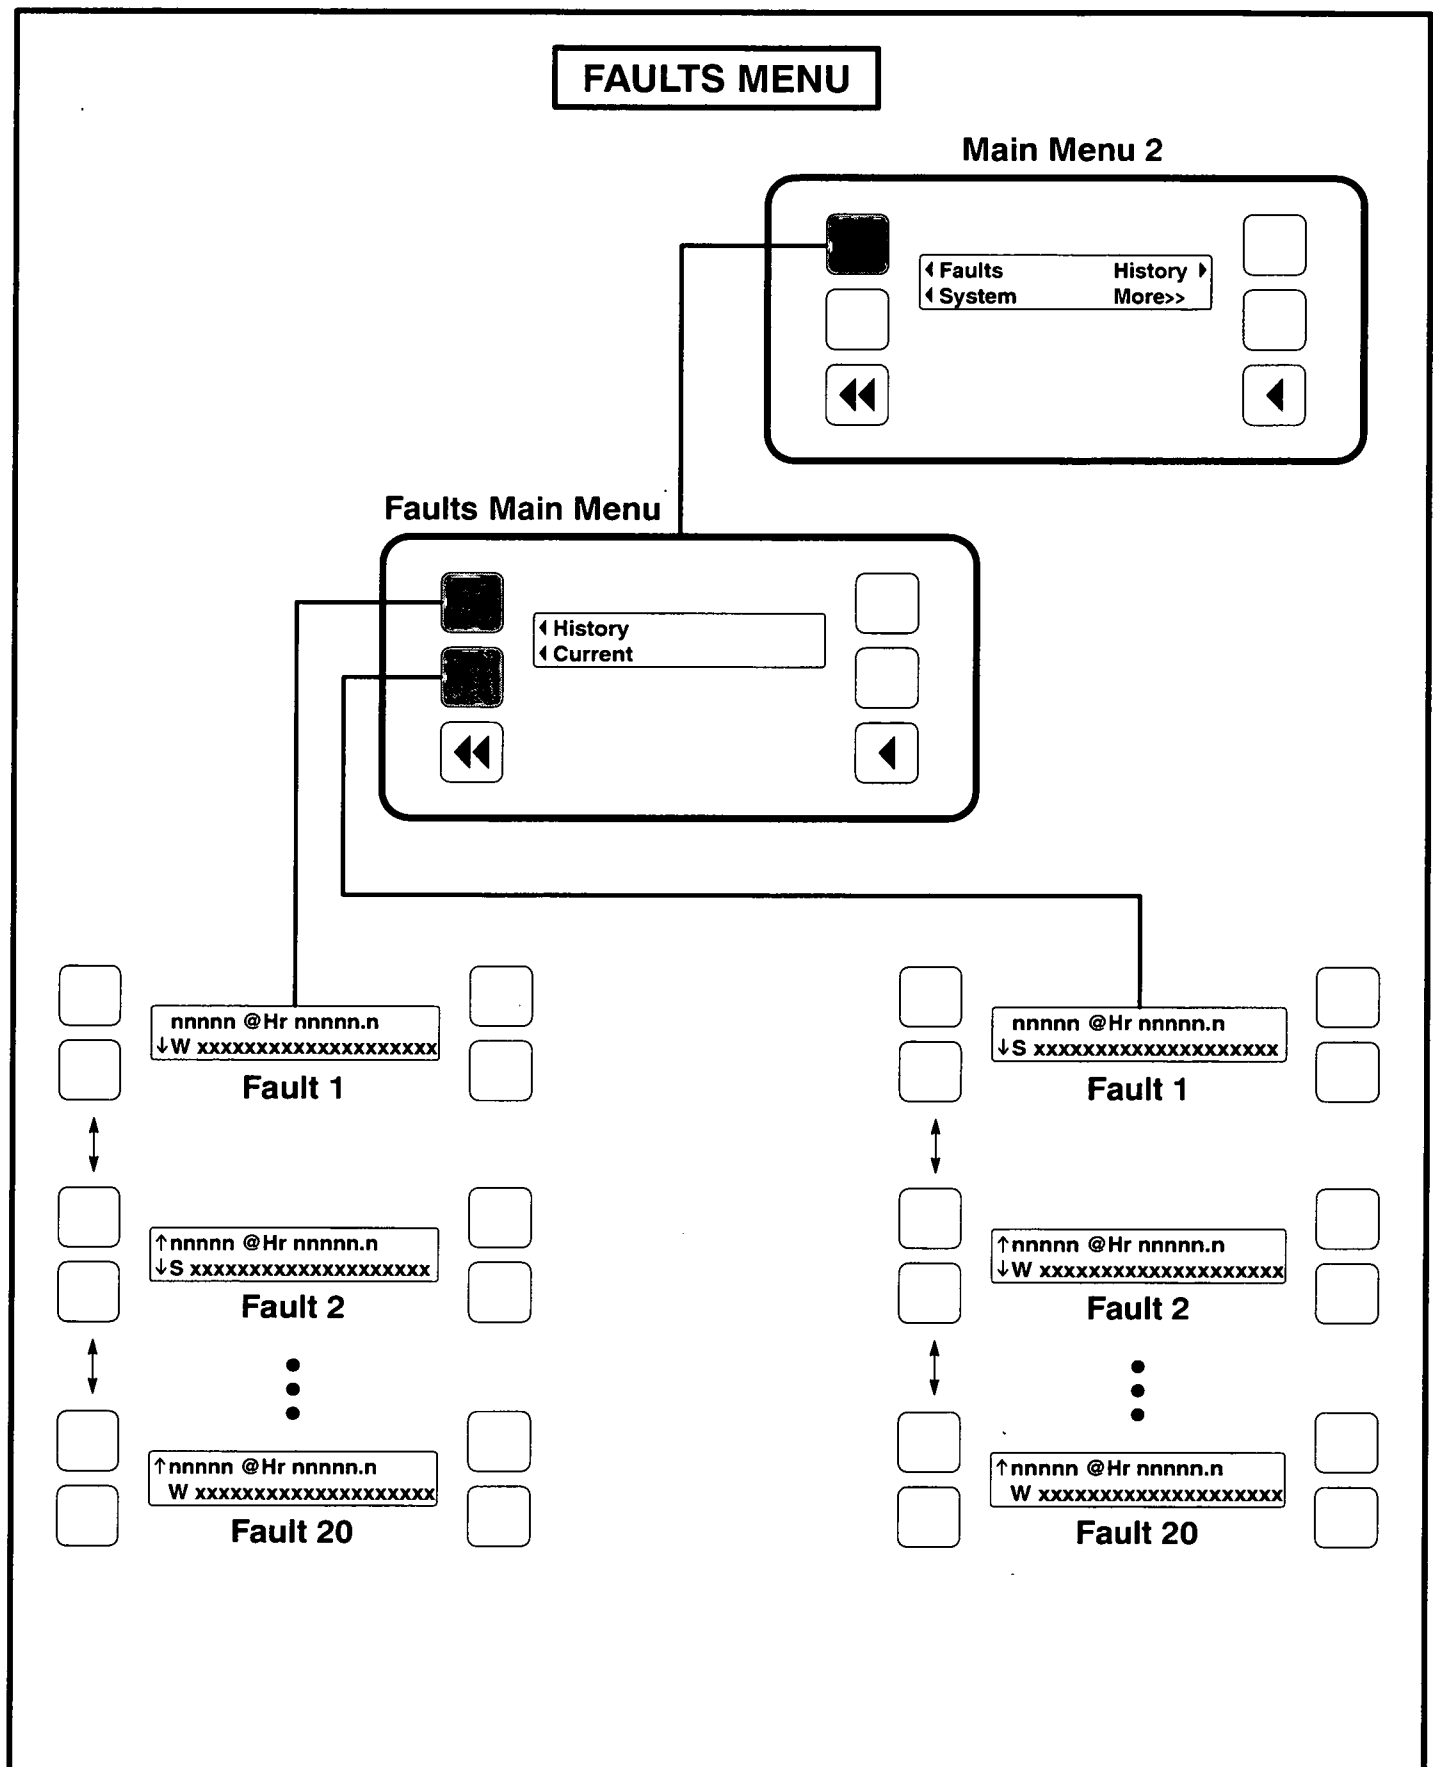 FAULTS MENU
Main Menu 2
Faults History
System More>>
Faults Main Menu
History
Current
nnnnn @Hr nnnnn.n
↓W xxxxxxxxxxxxxxxxxxxx
Fault 1
↑nnnnn @Hr nnnnn.n
↓S xxxxxxxxxxxxxxxxxxxx
Fault 2
↑nnnnn @Hr nnnnn.n
W xxxxxxxxxxxxxxxxxxxx
Fault 20
nnnnn @Hr nnnnn.n
↓S xxxxxxxxxxxxxxxxxxxx
Fault 1
↑nnnnn @Hr nnnnn.n
↓W xxxxxxxxxxxxxxxxxxxx
Fault 2
↑nnnnn @Hr nnnnn.n
W xxxxxxxxxxxxxxxxxxxx
Fault 20